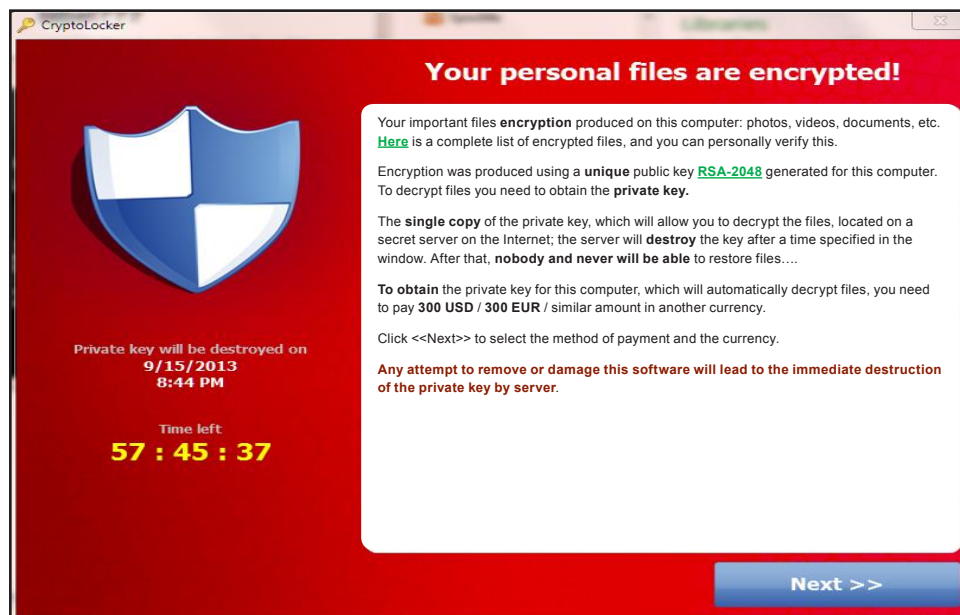 CryptoLocker
Your personal files are encrypted!
Your important files encryption produced on this computer: photos, videos, documents, etc.
Here is a complete list of encrypted files, and you can personally verify this.
Encryption was produced using a unique public key RSA-2048 generated for this computer.
To decrypt files you need to obtain the private key.
The single copy of the private key, which will allow you to decrypt the files, located on a
secret server on the Internet; the server will destroy the key after a time specified in the
window. After that, nobody and never will be able to restore files….
To obtain the private key for this computer, which will automatically decrypt files, you need
to pay 300 USD / 300 EUR / similar amount in another currency.
Click <<Next>> to select the method of payment and the currency.
Any attempt to remove or damage this software will lead to the immediate destruction
of the private key by server.
Private key will be destroyed on
9/15/2013
8:44 PM
Time left
57 : 45 : 37
Next >>